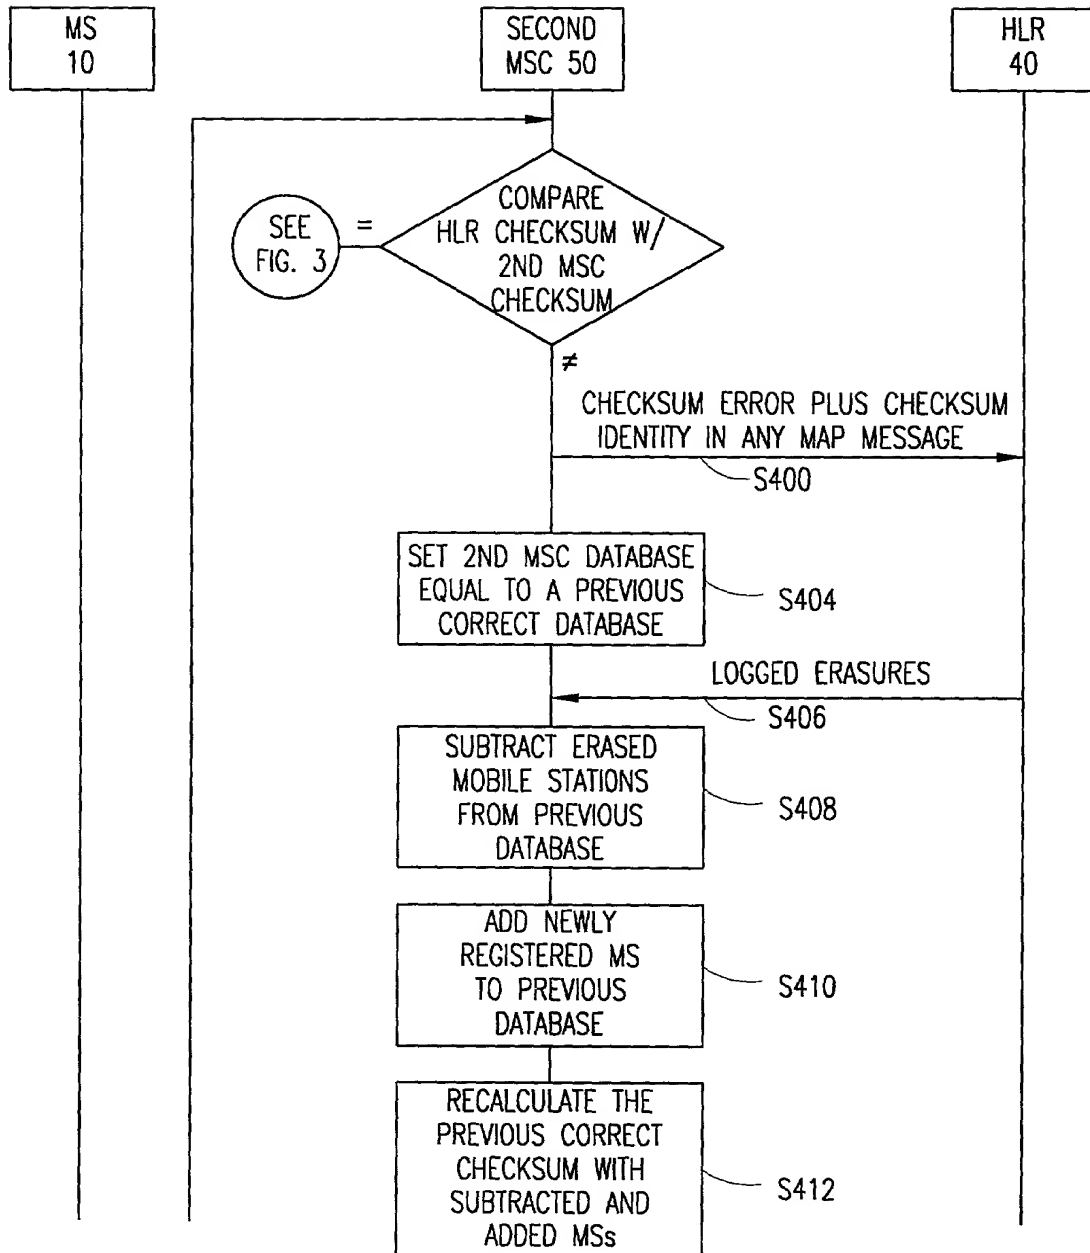 MS
10
SECOND
MSC 50
HLR
40
COMPARE
HLR CHECKSUM W/
2ND MSC
CHECKSUM
=
SEE
FIG. 3
≠
CHECKSUM ERROR PLUS CHECKSUM
IDENTITY IN ANY MAP MESSAGE
S400
SET 2ND MSC DATABASE
EQUAL TO A PREVIOUS
CORRECT DATABASE
S404
LOGGED ERASURES
S406
SUBTRACT ERASED
MOBILE STATIONS
FROM PREVIOUS
DATABASE
S408
ADD NEWLY
REGISTERED MS
TO PREVIOUS
DATABASE
S410
RECALCULATE THE
PREVIOUS CORRECT
CHECKSUM WITH
SUBTRACTED AND
ADDED MSs
S412